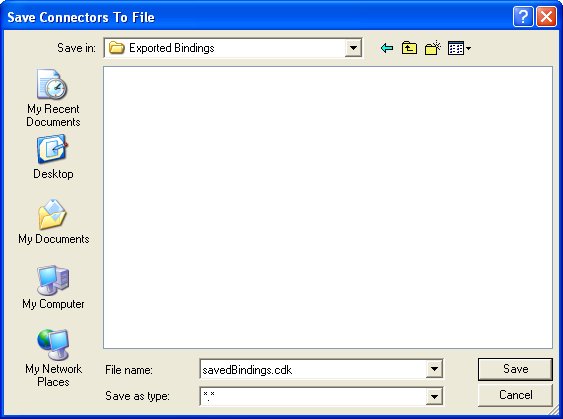 Save Connectors To File
Save in:
Exported Bindings
My Recent
Documents
Desktop
My Documents
My Computer
My Network
Places
File name:
savedBindings.cdk
Save
Save as type:
*.*
Cancel